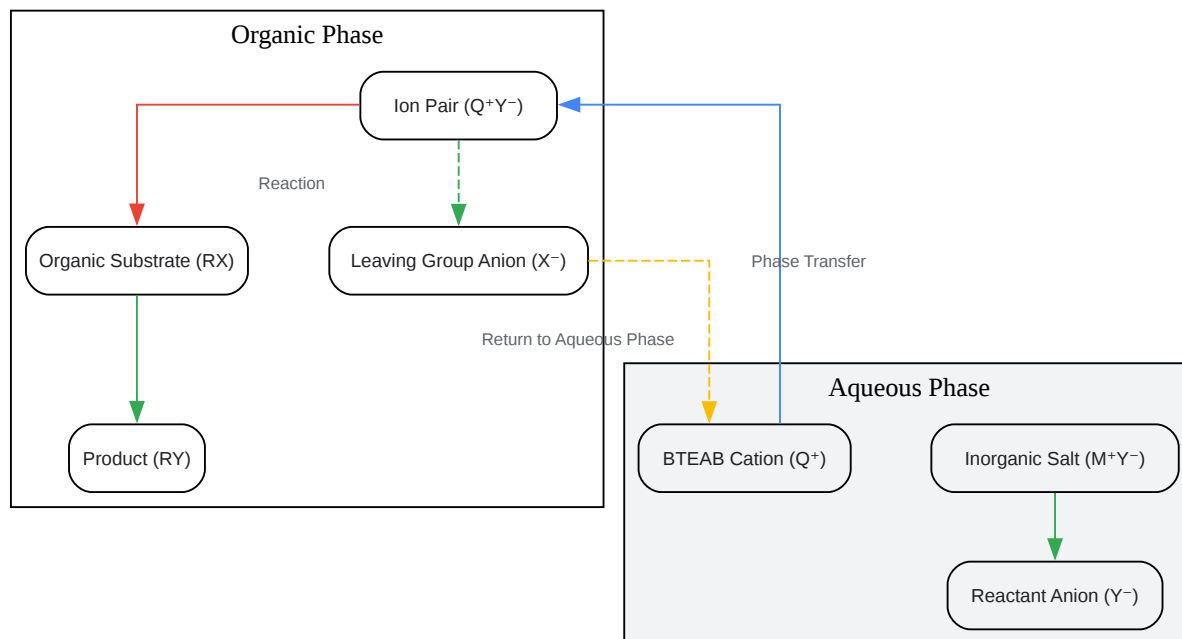 Organic Phase
Ion Pair (Q⁺Y⁻)
Reaction
Organic Substrate (RX)
Leaving Group Anion (X⁻)
Phase Transfer
Return to Aqueous Phase
Aqueous Phase
Product (RY)
BTEAB Cation (Q⁺)
Inorganic Salt (M⁺Y⁻)
Reactant Anion (Y⁻)